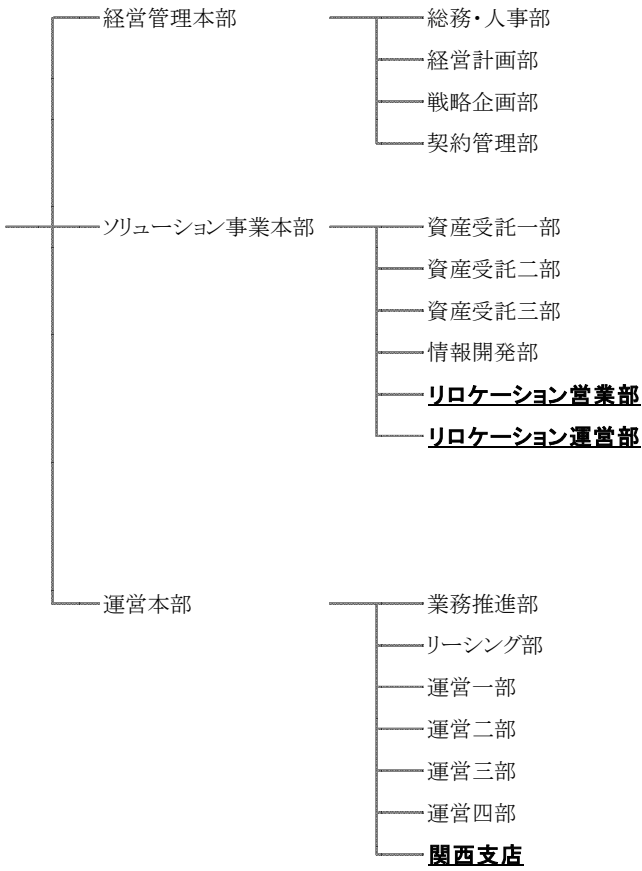 経営管理本部
総務・人事部
経営計画部
戦略企画部
契約管理部
ソリューション事業本部
資産受託一部
資産受託二部
資産受託三部
情報開発部
リロケーション営業部
リロケーション運営部
運営本部
業務推進部
リーシング部
運営一部
運営二部
運営三部
運営四部
関西支店